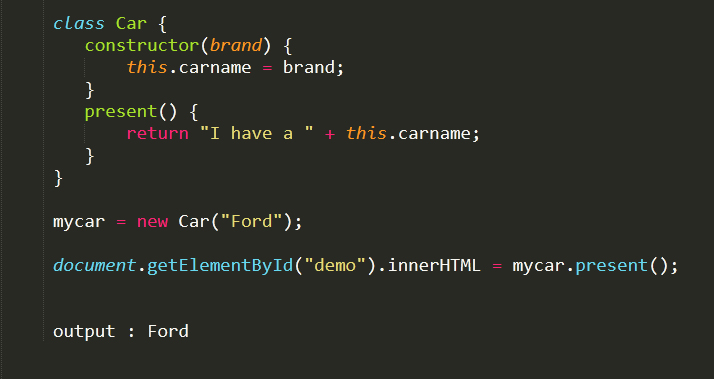 class Car {
constructor(brand) {
this.carname = brand;
}
present() {
return "I have a " + this.carname;
}
}
mycar = new Car("Ford");
document.getElementById("demo").innerHTML = mycar.present();
output : Ford